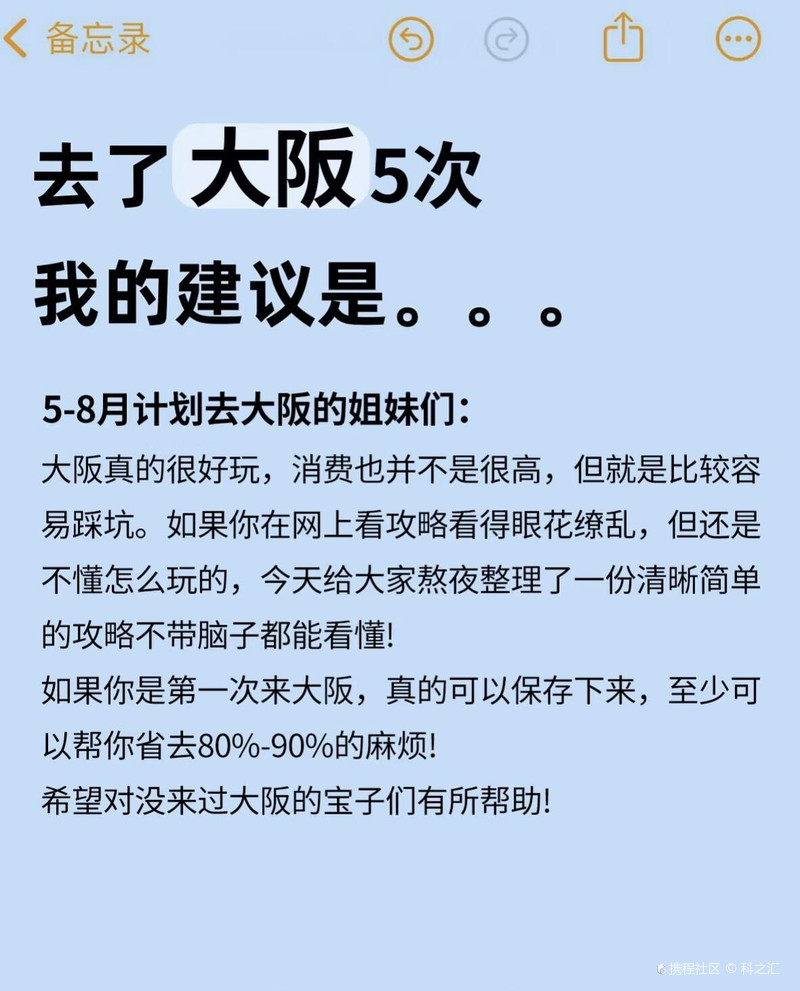 备忘录
去了大阪5次
我的建议是。。。
5-8月计划去大阪的姐妹们：
大阪真的很好玩，消费也并不是很高，但就是比较容
易踩坑。如果你在网上看攻略看得眼花缭乱，但还是
不懂怎么玩的，今天给大家熬夜整理了一份清晰简单
的攻略不带脑子都能看懂!
如果你是第一次来大阪，真的可以保存下来，至少可
以帮你省去80%-90%的麻烦!
希望对没来过大阪的宝子们有所帮助!
携程社区 © 科之汇